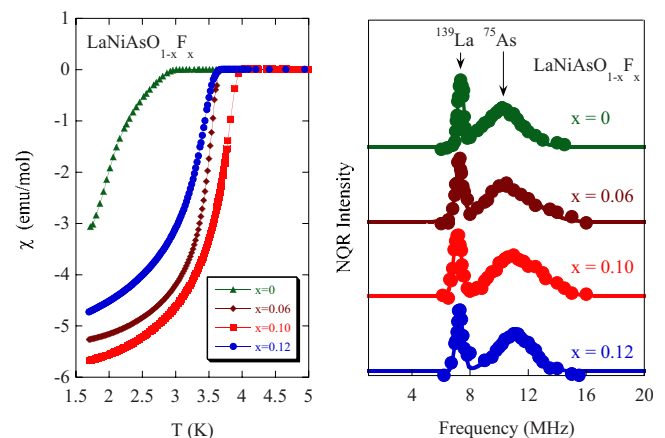 LaNiAsO1-xFx
χ (emu/mol)
0
-1
-2
-3
-4
-5
-6
x=0
x=0.06
x=0.10
x=0.12
1.5 2 2.5 3 3.5 4 4.5 5
T (K)
139La 75As
LaNiAsO1-xFx
x = 0
x = 0.06
x = 0.10
x = 0.12
NQR Intensity
4 8 12 16 20
Frequency (MHz)